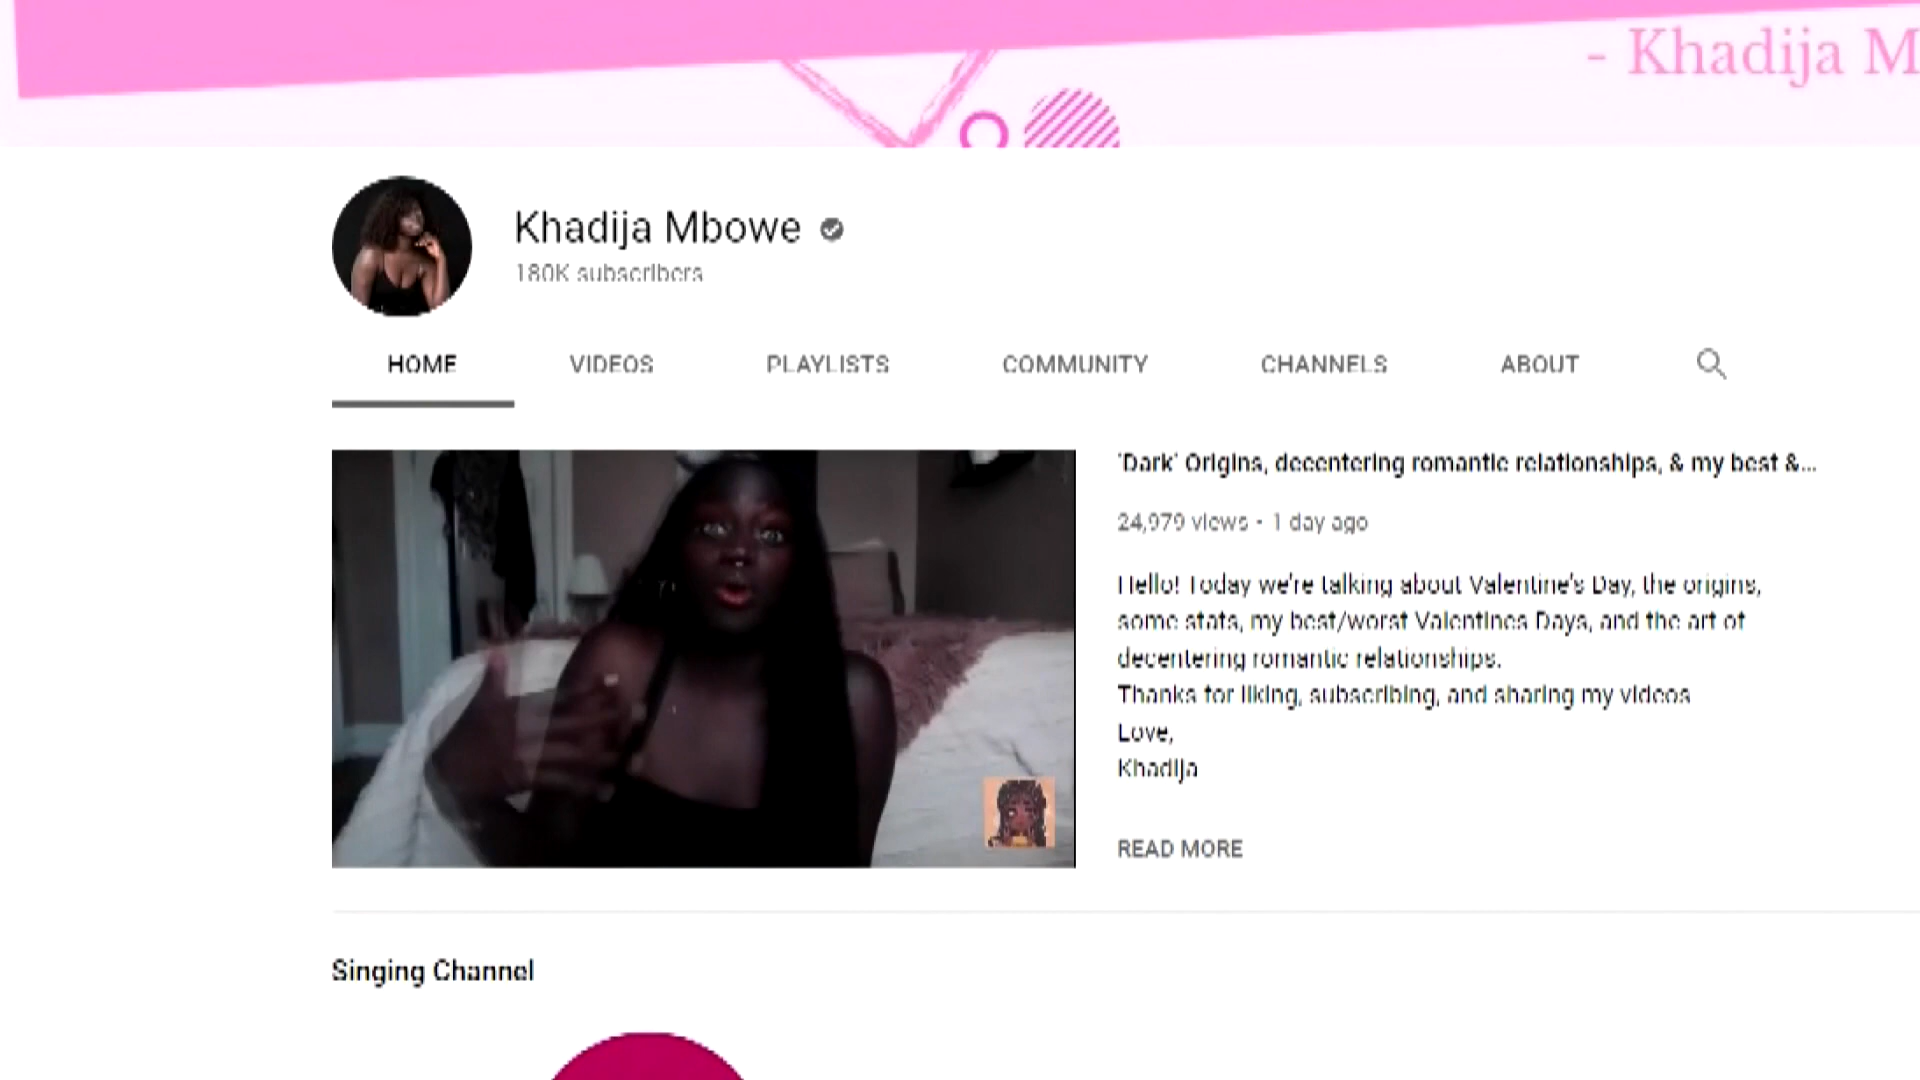 - Khadija M
Khadija Mbowe
180K subscribers
HOME VIDEOS PLAYLISTS COMMUNITY CHANNELS ABOUT
'Dark' Origins, decentering romantic relationships, & my best &...
24,979 views • 1 day ago
Hello! Today we're talking about Valentine's Day, the origins,
some stats, my best/worst Valentines Days, and the art of
decentering romantic relationships.
Thanks for liking, subscribing, and sharing my videos
Love,
Khadija
READ MORE
Singing Channel